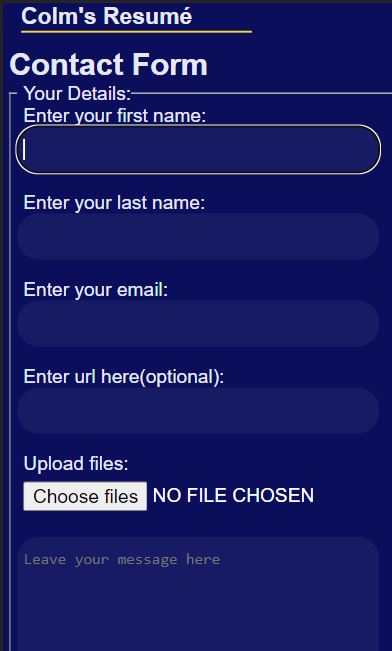 Colm's Resumé
Contact Form
Your Details:
Enter your first name:
Enter your last name:
Enter your email:
Enter url here(optional):
Upload files:
Choose files NO FILE CHOSEN
Leave your message here